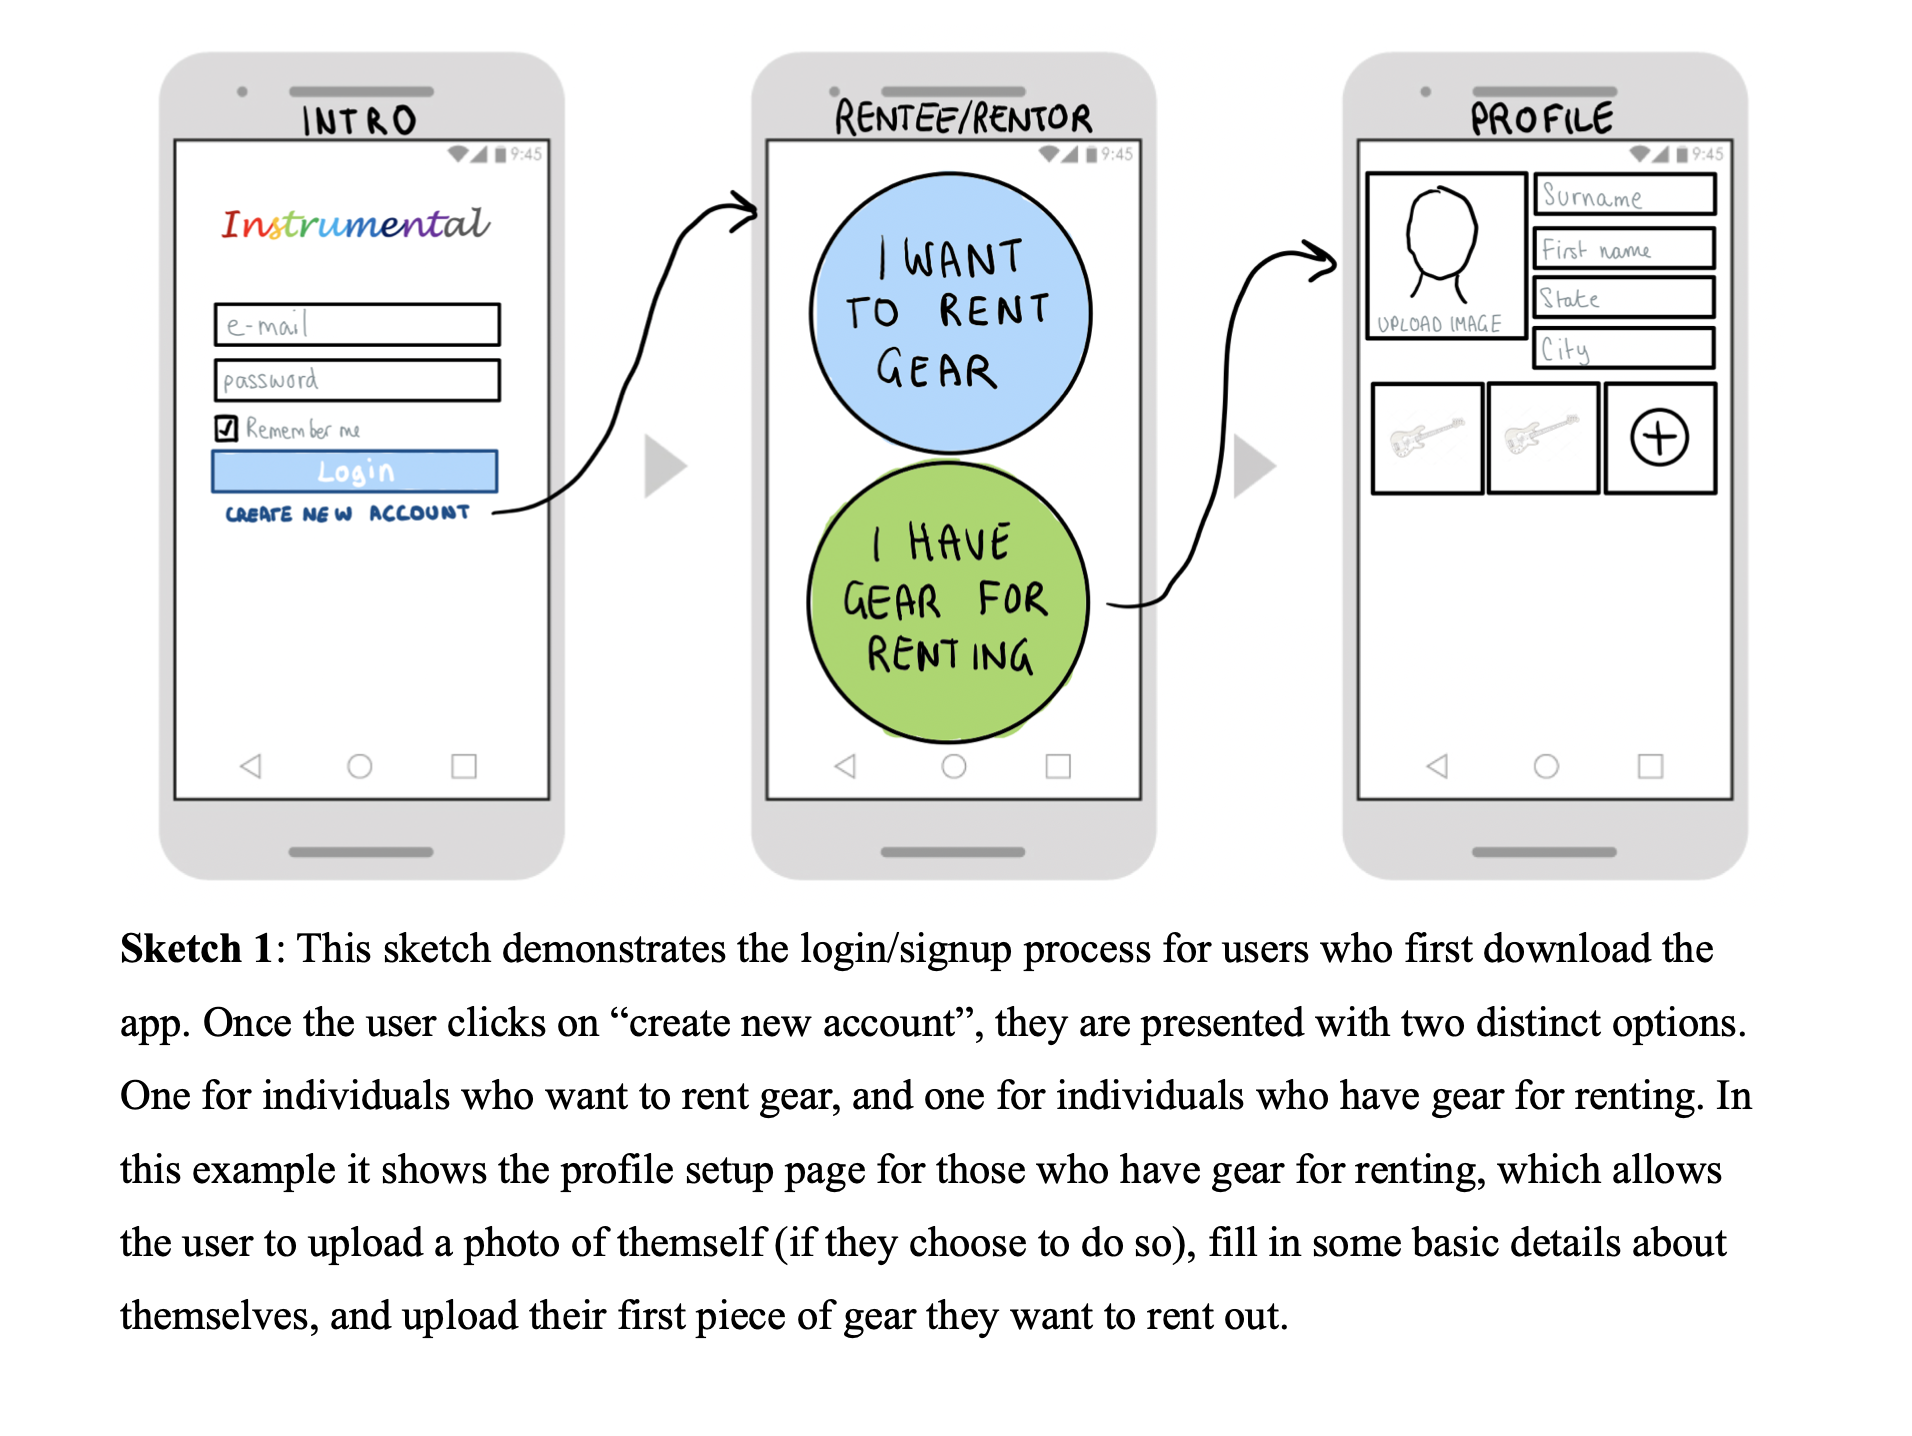 INTRO
9:45
Instrumental
e-mail
password
Remember me
Login
CREATE NEW ACCOUNT
RENTEE/RENTOR
9:45
I WANT
TO RENT
GEAR
I HAVE
GEAR FOR
RENTING
PROFILE
9:45
UPLOAD IMAGE
Surname
First name
State
City
Sketch 1: This sketch demonstrates the login/signup process for users who first download the
app. Once the user clicks on “create new account”, they are presented with two distinct options.
One for individuals who want to rent gear, and one for individuals who have gear for renting. In
this example it shows the profile setup page for those who have gear for renting, which allows
the user to upload a photo of themself (if they choose to do so), fill in some basic details about
themselves, and upload their first piece of gear they want to rent out.